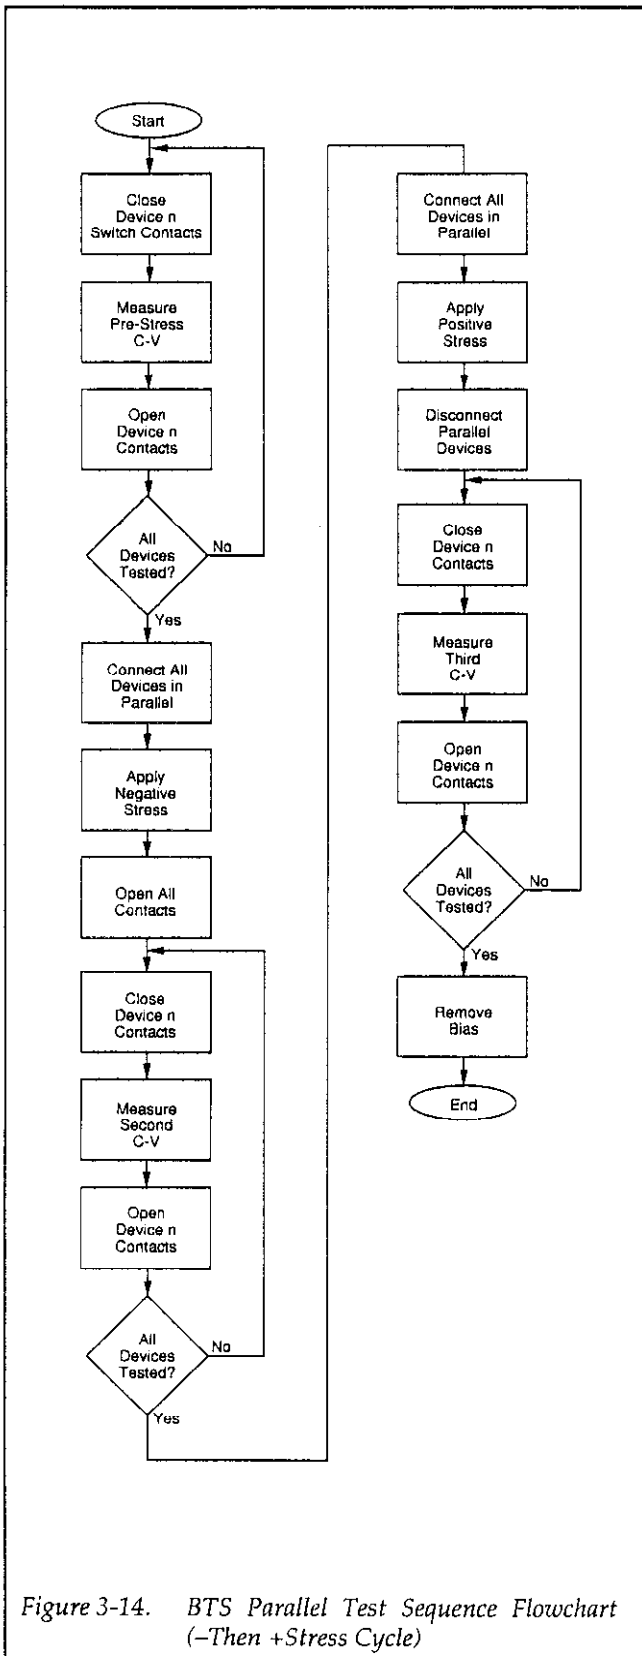 Start
Close
Device n
Switch Contacts
Measure
Pre-Stress
C-V
Open
Device n
Contacts
All
Devices
Tested?
No
Yes
Connect All
Devices in
Parallel
Apply
Negative
Stress
Open All
Contacts
Close
Device n
Contacts
Measure
Second
C-V
Open
Device n
Contacts
All
Devices
Tested?
No
Yes
Connect All
Devices in
Parallel
Apply
Positive
Stress
Disconnect
Parallel
Devices
Close
Device n
Contacts
Measure
Third
C-V
Open
Device n
Contacts
All
Devices
Tested?
No
Yes
Remove
Bias
End
Figure 3-14. BTS Parallel Test Sequence Flowchart
(–Then +Stress Cycle)